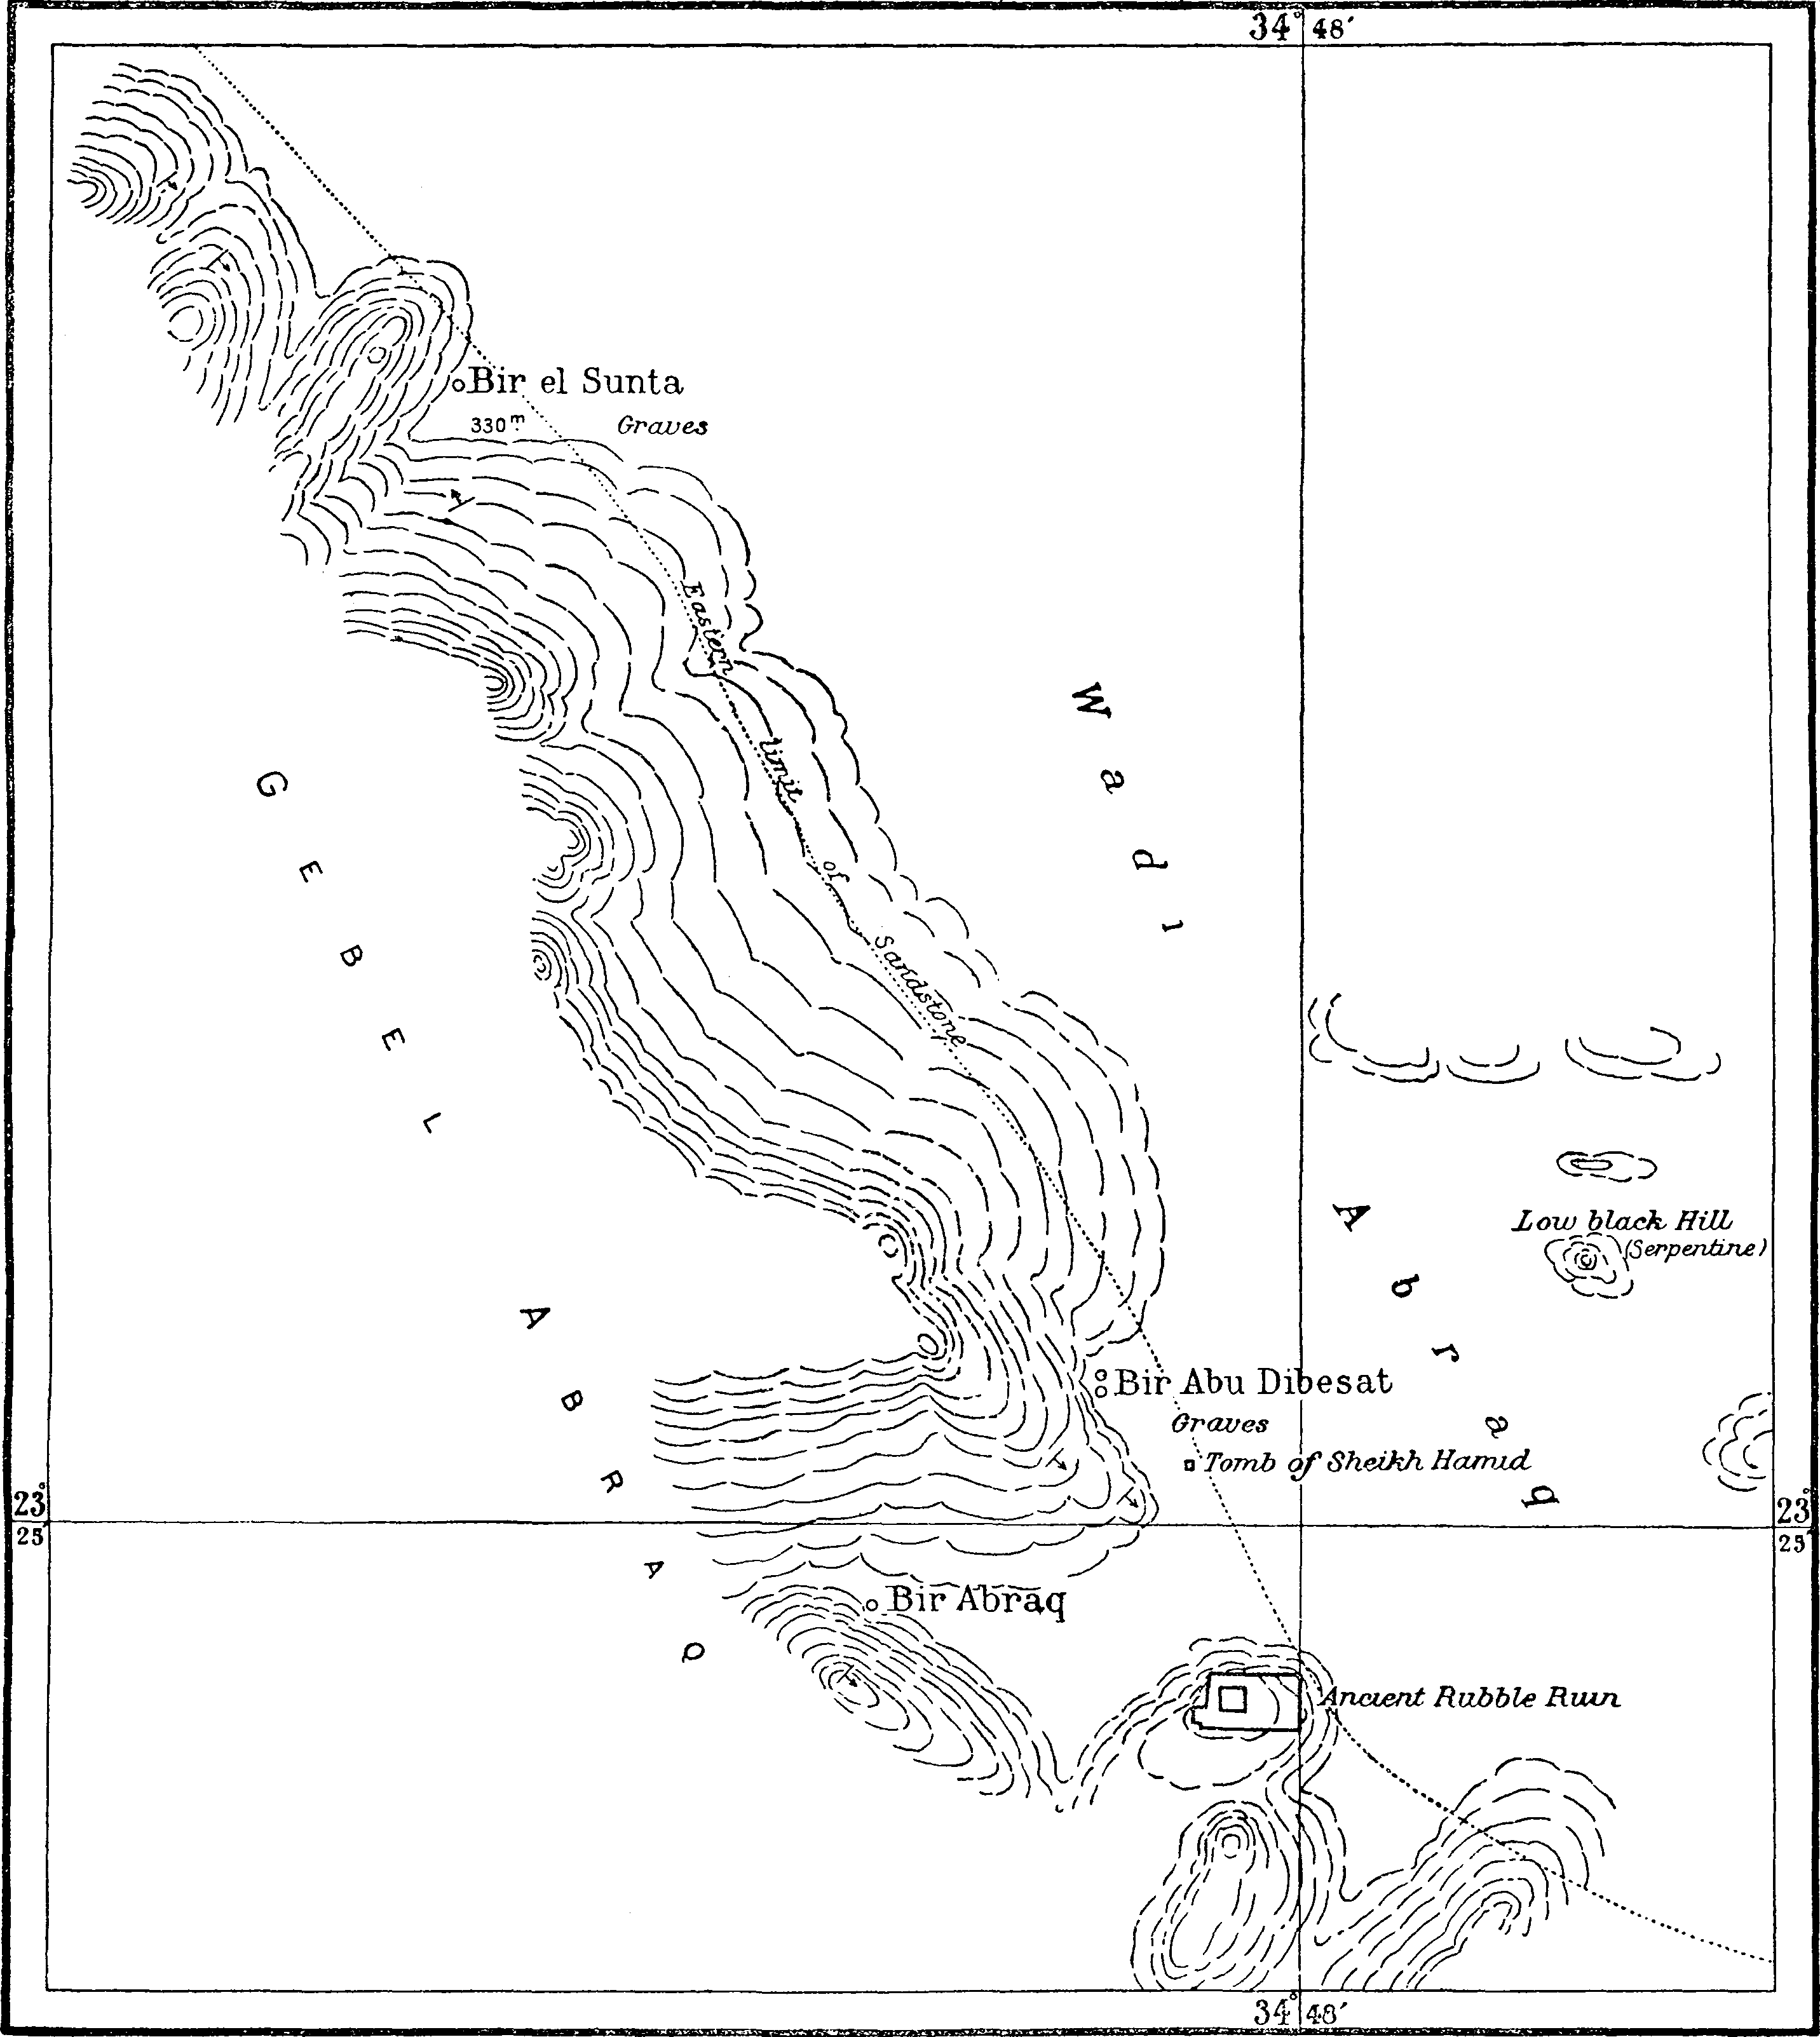 34° 48′
Bir el Sunta
330 m.
Graves
Eastern limit of Sandstone
Wadi Abraq
GEBEL ABRAQ
Low black Hill
(Serpentine)
Bir Abu Dibesat
Graves
Tomb of Sheikh Hamid
23°
25′
23°
25′
Bir Abraq
Ancient Rubble Ruin
34° 48′